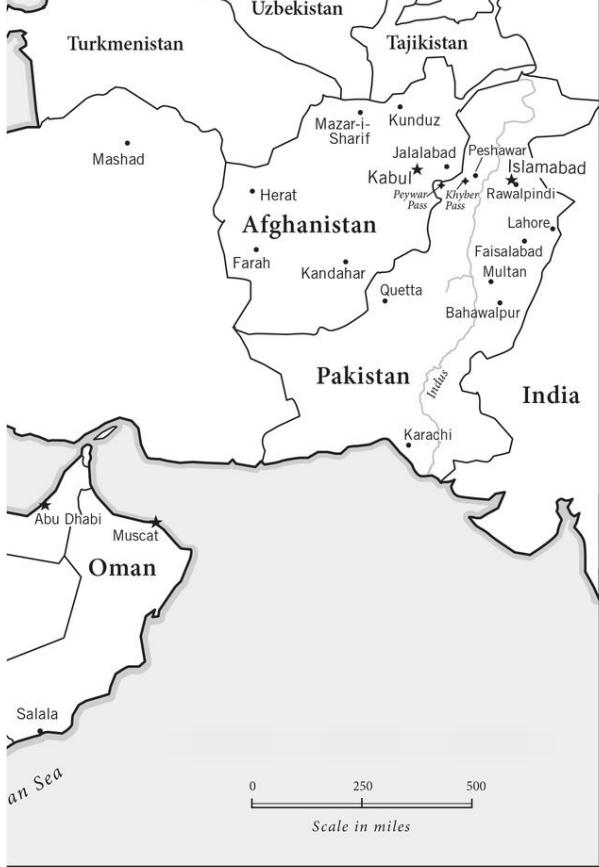 Uzbekistan
Turkmenistan
Tajikistan
Mazar-i-
Sharif
Kunduz
Mashad
Jalalabad
Peshawar
Kabul
Islamabad
Peywar
Pass
Khyber
Pass
Rawalpindi
Herat
Afghanistan
Lahore
Faisalabad
Farah
Kandahar
Multan
Quetta
Bahawalpur
Pakistan
Indus
India
Karachi
Abu Dhabi
Muscat
Oman
Salala
an Sea
0 250 500
Scale in miles